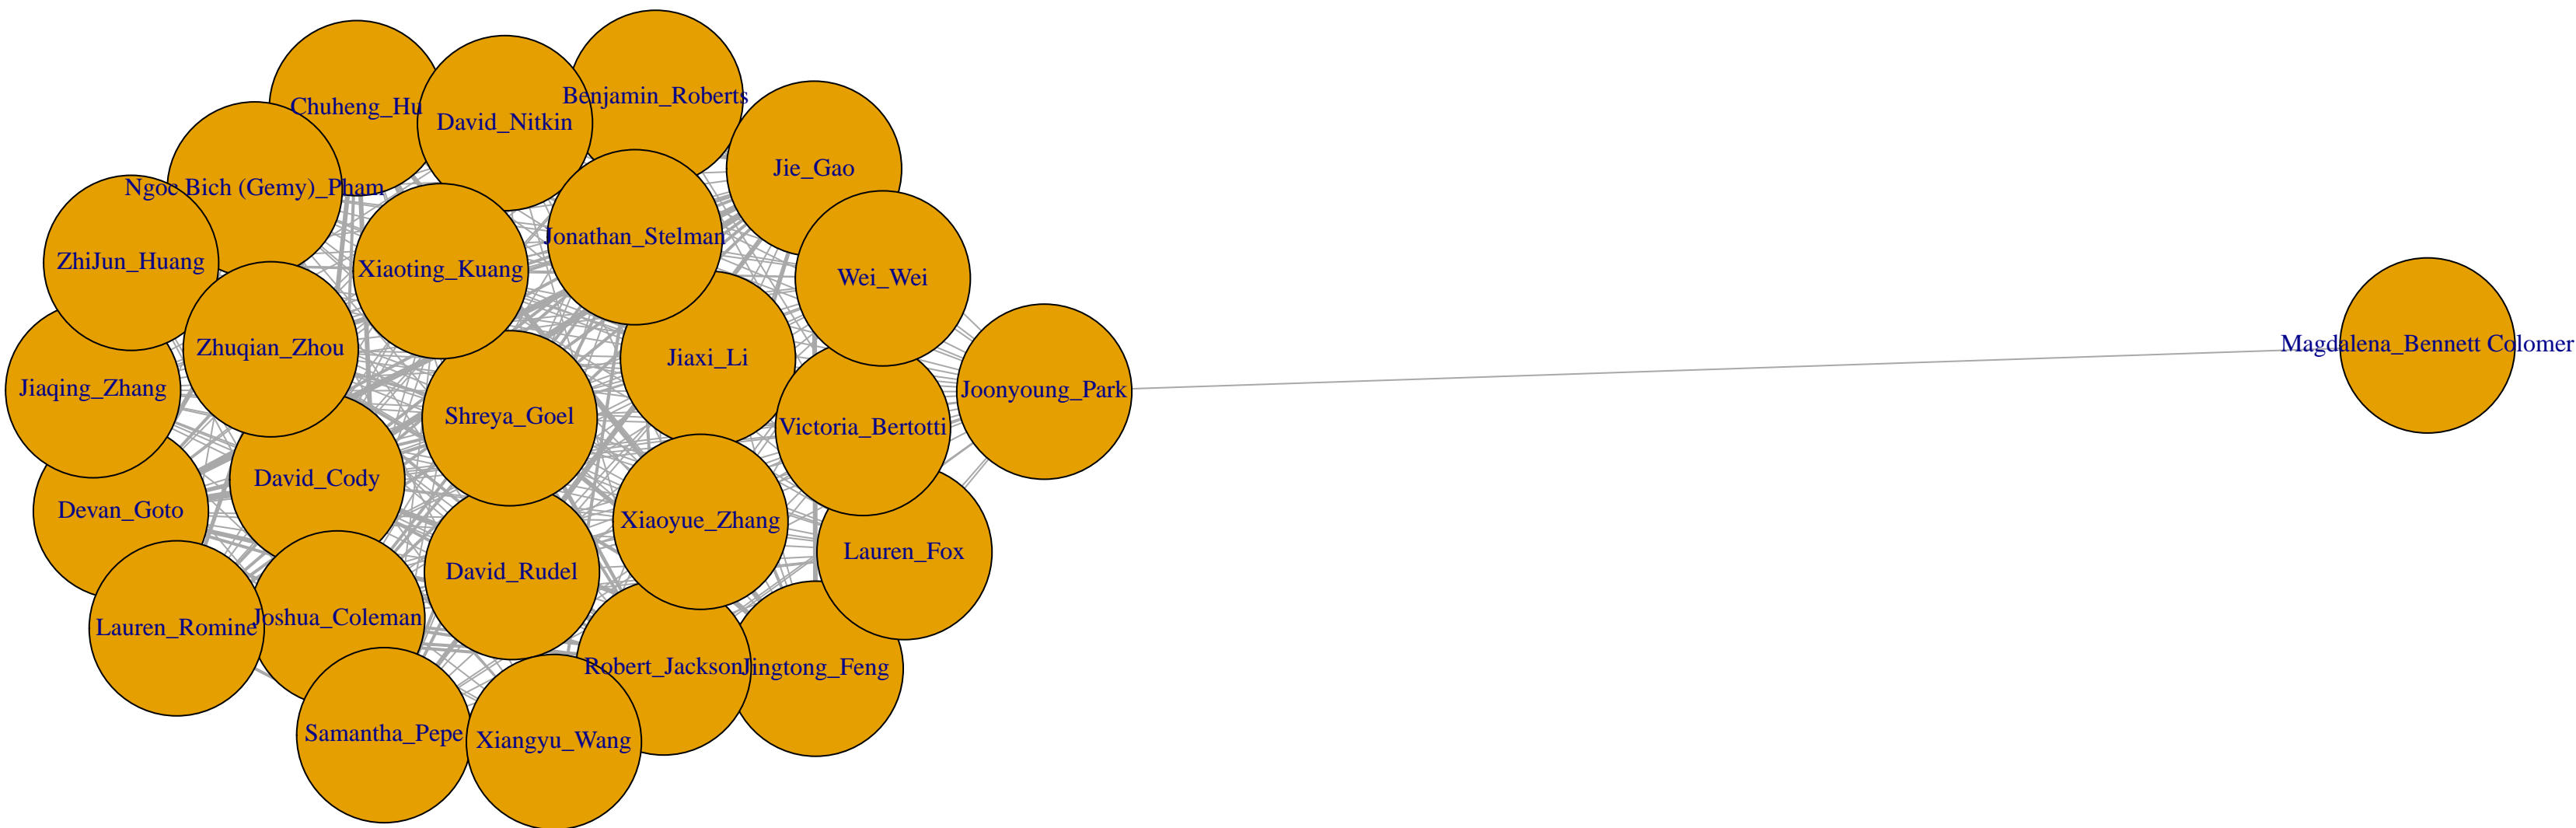 Benjamin_Roberts
Chuheng_Hu
David_Nitkin
Jie_Gao
Ngoc Bich (Gemy)_Pham
Jonathan_Stelman
ZhiJun_Huang
Xiaoting_Kuang
Wei_Wei
Magdalena_Bennett Colomer
Zhuqian_Zhou
Jiaxi_Li
Jiaqing_Zhang
Joonyoung_Park
Shreya_Goel
Victoria_Bertotti
David_Cody
Devan_Goto
Xiaoyue_Zhang
Lauren_Fox
David_Rudel
Joshua_Coleman
Lauren_Romine
Robert_Jackson
Jingtong_Feng
Samantha_Pepe
Xiangyu_Wang